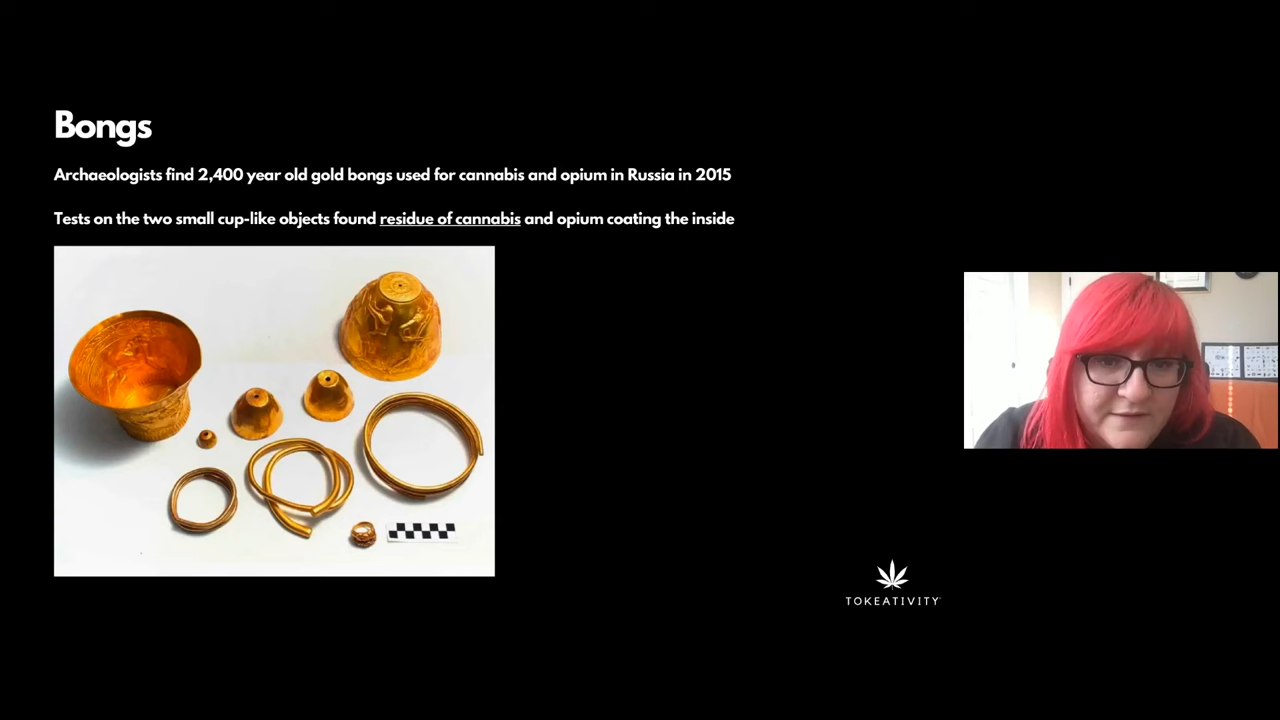 Bongs
Archaeologists find 2,400 year old gold bongs used for cannabis and opium in Russia in 2015
Tests on the two small cup-like objects found residue of cannabis and opium coating the inside
TOKEATIVITY